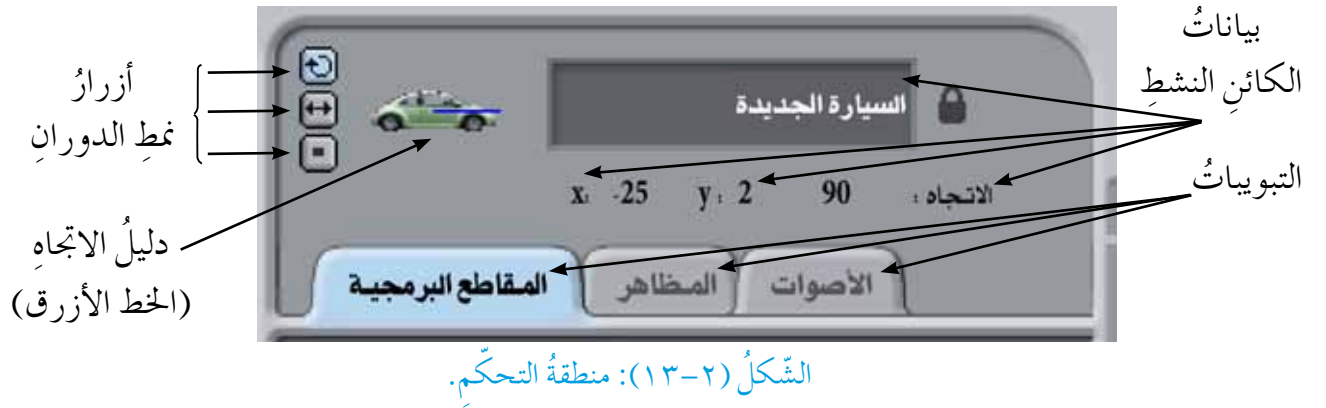 بياناتُ
الكائنِ النشطِ
التبويباتُ
السيارة الجديدة
الاتجاه : 90 y: 2 x: -25
الأصوات
المظاهر
المقاطع البرمجية
أزرارُ
نمطِ الدورانِ
دليلُ الاتجاهِ
(الخط الأزرق)
الشّكلُ (٢-١٣): منطقةُ التحكّمِ.